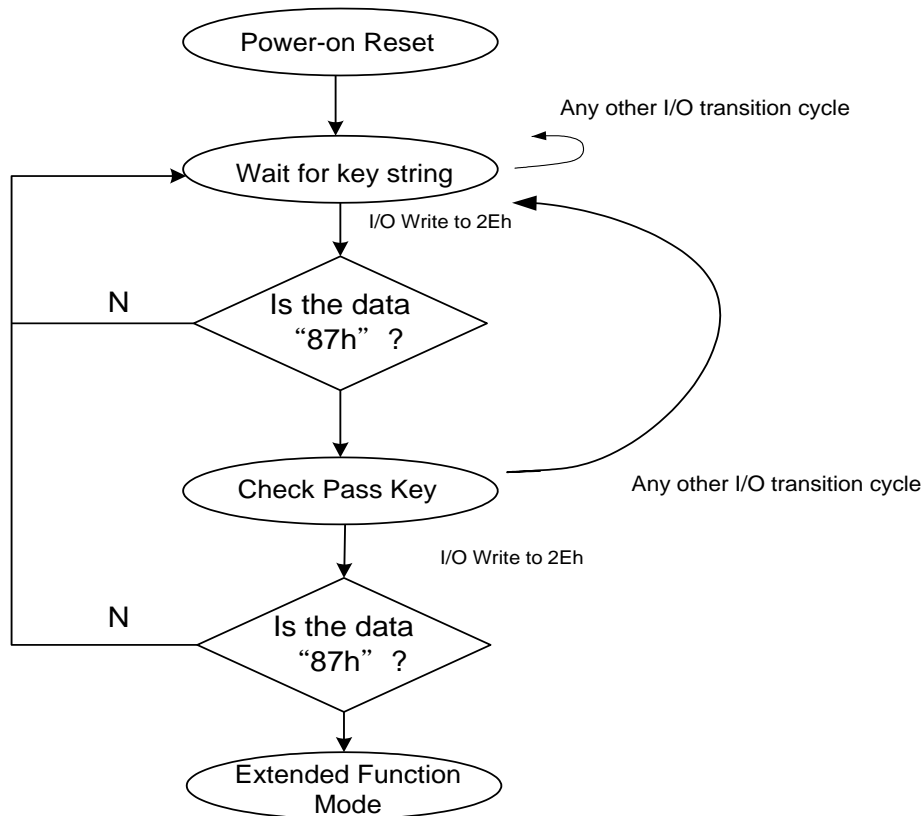 Power-on Reset
Any other I/O transition cycle
Wait for key string
I/O Write to 2Eh
N
Is the data
“87h” ?
Check Pass Key
Any other I/O transition cycle
I/O Write to 2Eh
N
Is the data
“87h” ?
Extended Function
Mode